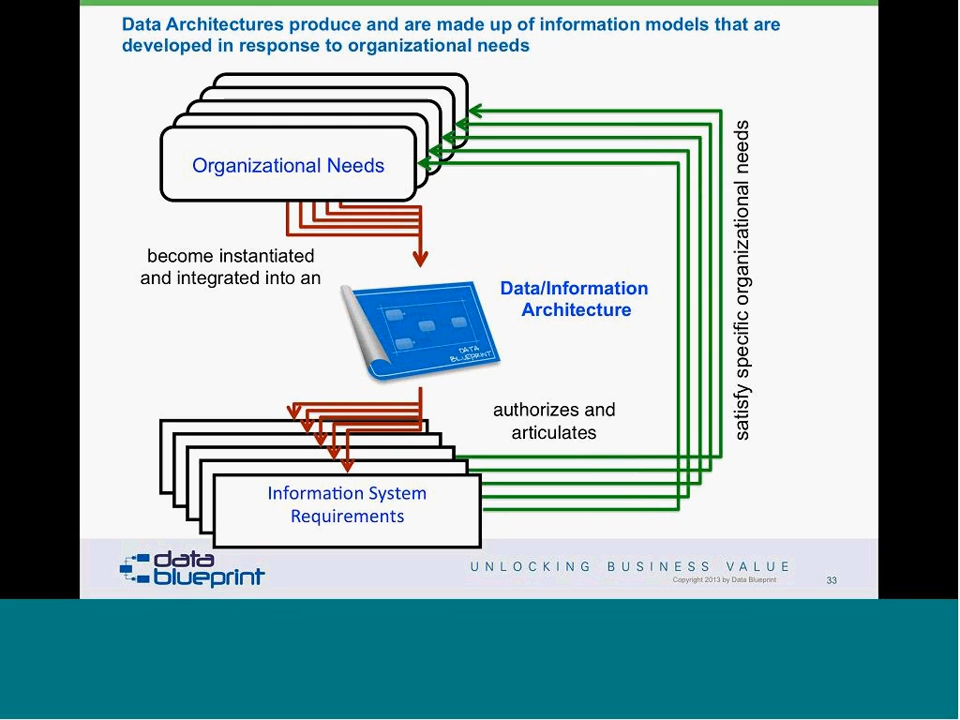 Data Architectures produce and are made up of information models that are
developed in response to organizational needs
Organizational Needs
become instantiated
and integrated into an
Data/Information
Architecture
DATA
BLUEPRINT
authorizes and
articulates
satisfy specific organizational needs
Information System
Requirements
data
blueprint
UNLOCKING BUSINESS VALUE
Copyright 2013 by Data Blueprint
33